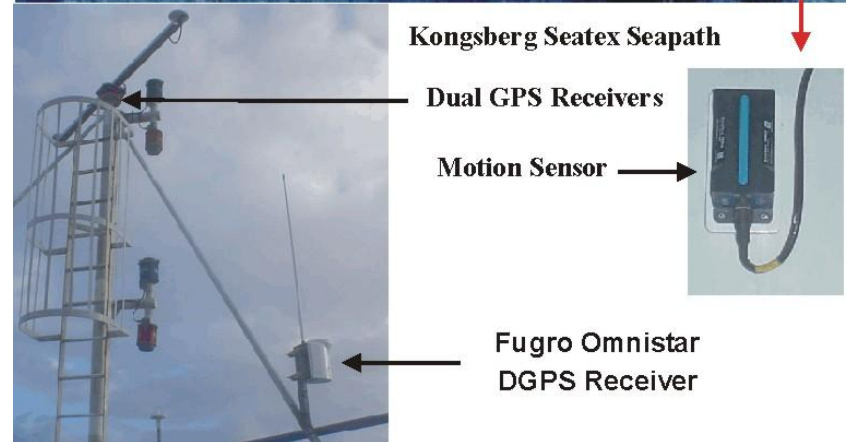 Kongsberg Seatex Seapath
Dual GPS Receivers
Motion Sensor
Fugro Omnistar
DGPS Receiver